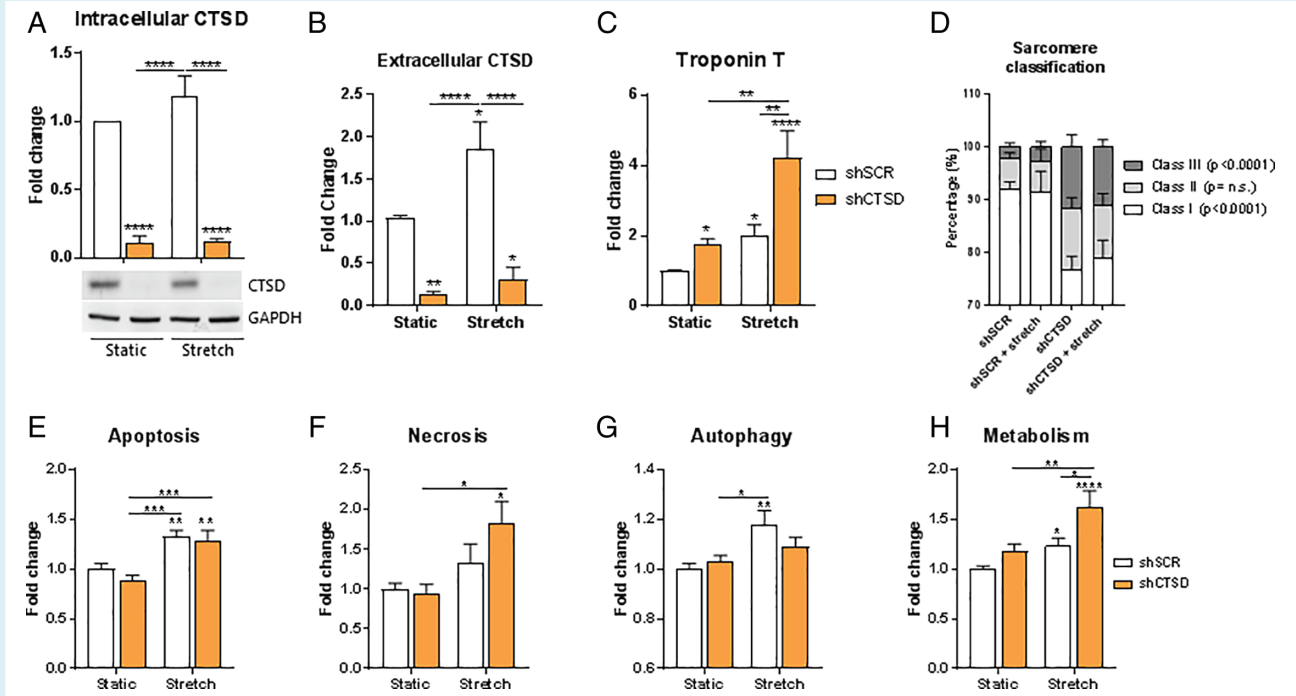 A
Intracellular CTSD
Fold change
1.5
1.0
0.5
0.0
****
****
****
****
CTSD
GAPDH
Static
Stretch
B
Extracellular CTSD
Fold Change
2.5
2.0
1.5
1.0
0.5
0.0
****
****
*
**
*
Static
Stretch
C
Troponin T
Fold change
6
4
2
0
**
**
****
*
*
Static
Stretch
shSCR
shCTSD
D
Sarcomere
classification
Percentage (%)
110
100
90
80
70
shSCR
shSCR + stretch
shCTSD
shCTSD + stretch
Class III (p<0.0001)
Class II (p= n.s.)
Class I (p<0.0001)
E
Apoptosis
Fold change
2.0
1.5
1.0
0.5
0.0
***
***
**
**
Static
Stretch
F
Necrosis
Fold change
2.5
2.0
1.5
1.0
0.5
0.0
*
*
Static
Stretch
G
Autophagy
Fold change
1.4
1.2
1.0
0.8
0.6
*
**
Static
Stretch
H
Metabolism
Fold change
2.0
1.5
1.0
0.5
0.0
**
*
****
*
Static
Stretch
shSCR
shCTSD